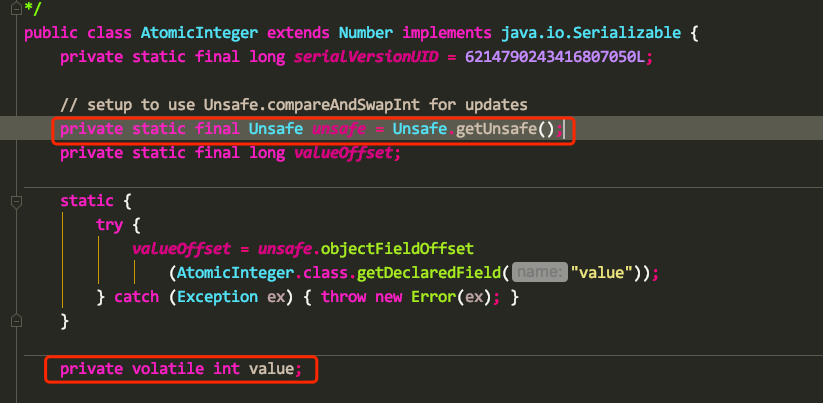 */
public class AtomicInteger extends Number implements java.io.Serializable {
private static final long serialVersionUID = 6214790243416807050L;
// setup to use Unsafe.compareAndSwapInt for updates
private static final Unsafe unsafe = Unsafe.getUnsafe();
private static final long valueOffset;
static {
try {
valueOffset = unsafe.objectFieldOffset
(AtomicInteger.class.getDeclaredField( name: "value"));
} catch (Exception ex) { throw new Error(ex); }
}
private volatile int value;